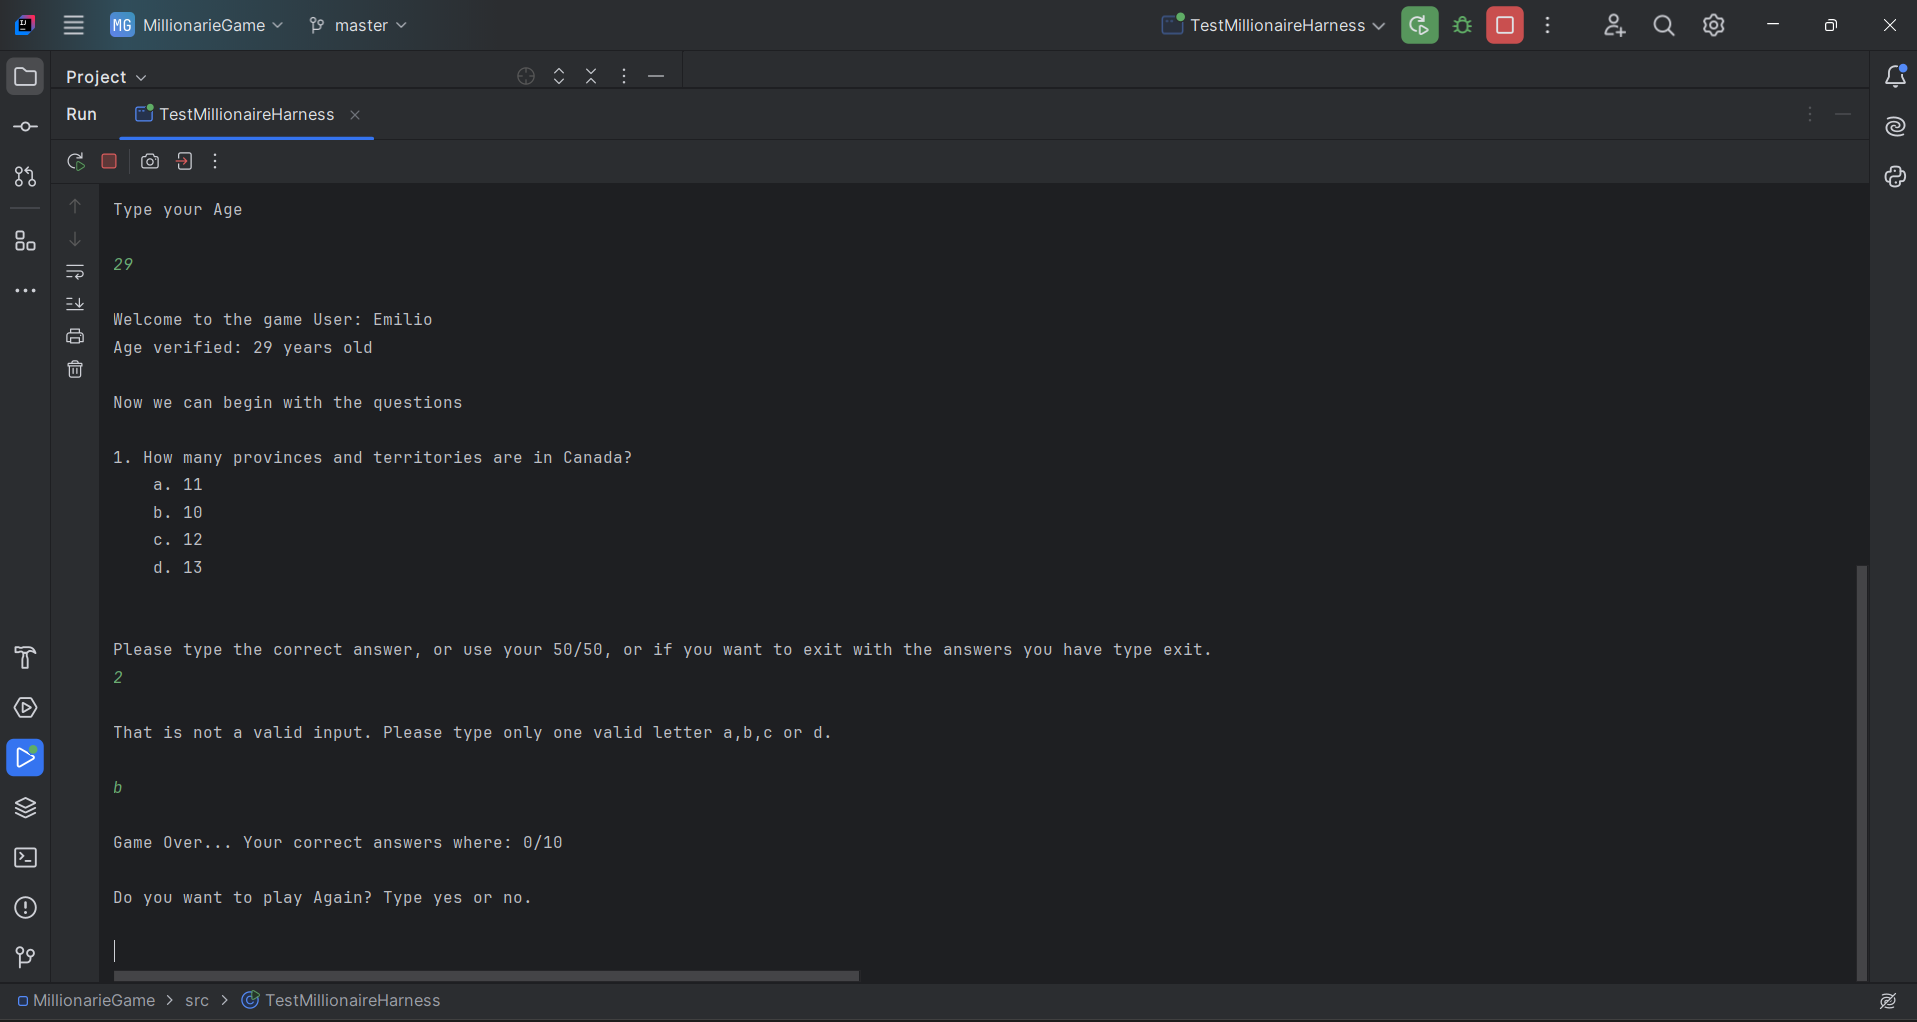 MG MillionarieGame master TestMillionaireHarness
Project
Run TestMillionaireHarness
Type your Age
29
Welcome to the game User: Emilio
Age verified: 29 years old
Now we can begin with the questions
1. How many provinces and territories are in Canada?
a. 11
b. 10
c. 12
d. 13
Please type the correct answer, or use your 50/50, or if you want to exit with the answers you have type exit.
2
That is not a valid input. Please type only one valid letter a,b,c or d.
b
Game Over... Your correct answers where: 0/10
Do you want to play Again? Type yes or no.
MillionarieGame > src > TestMillionaireHarness